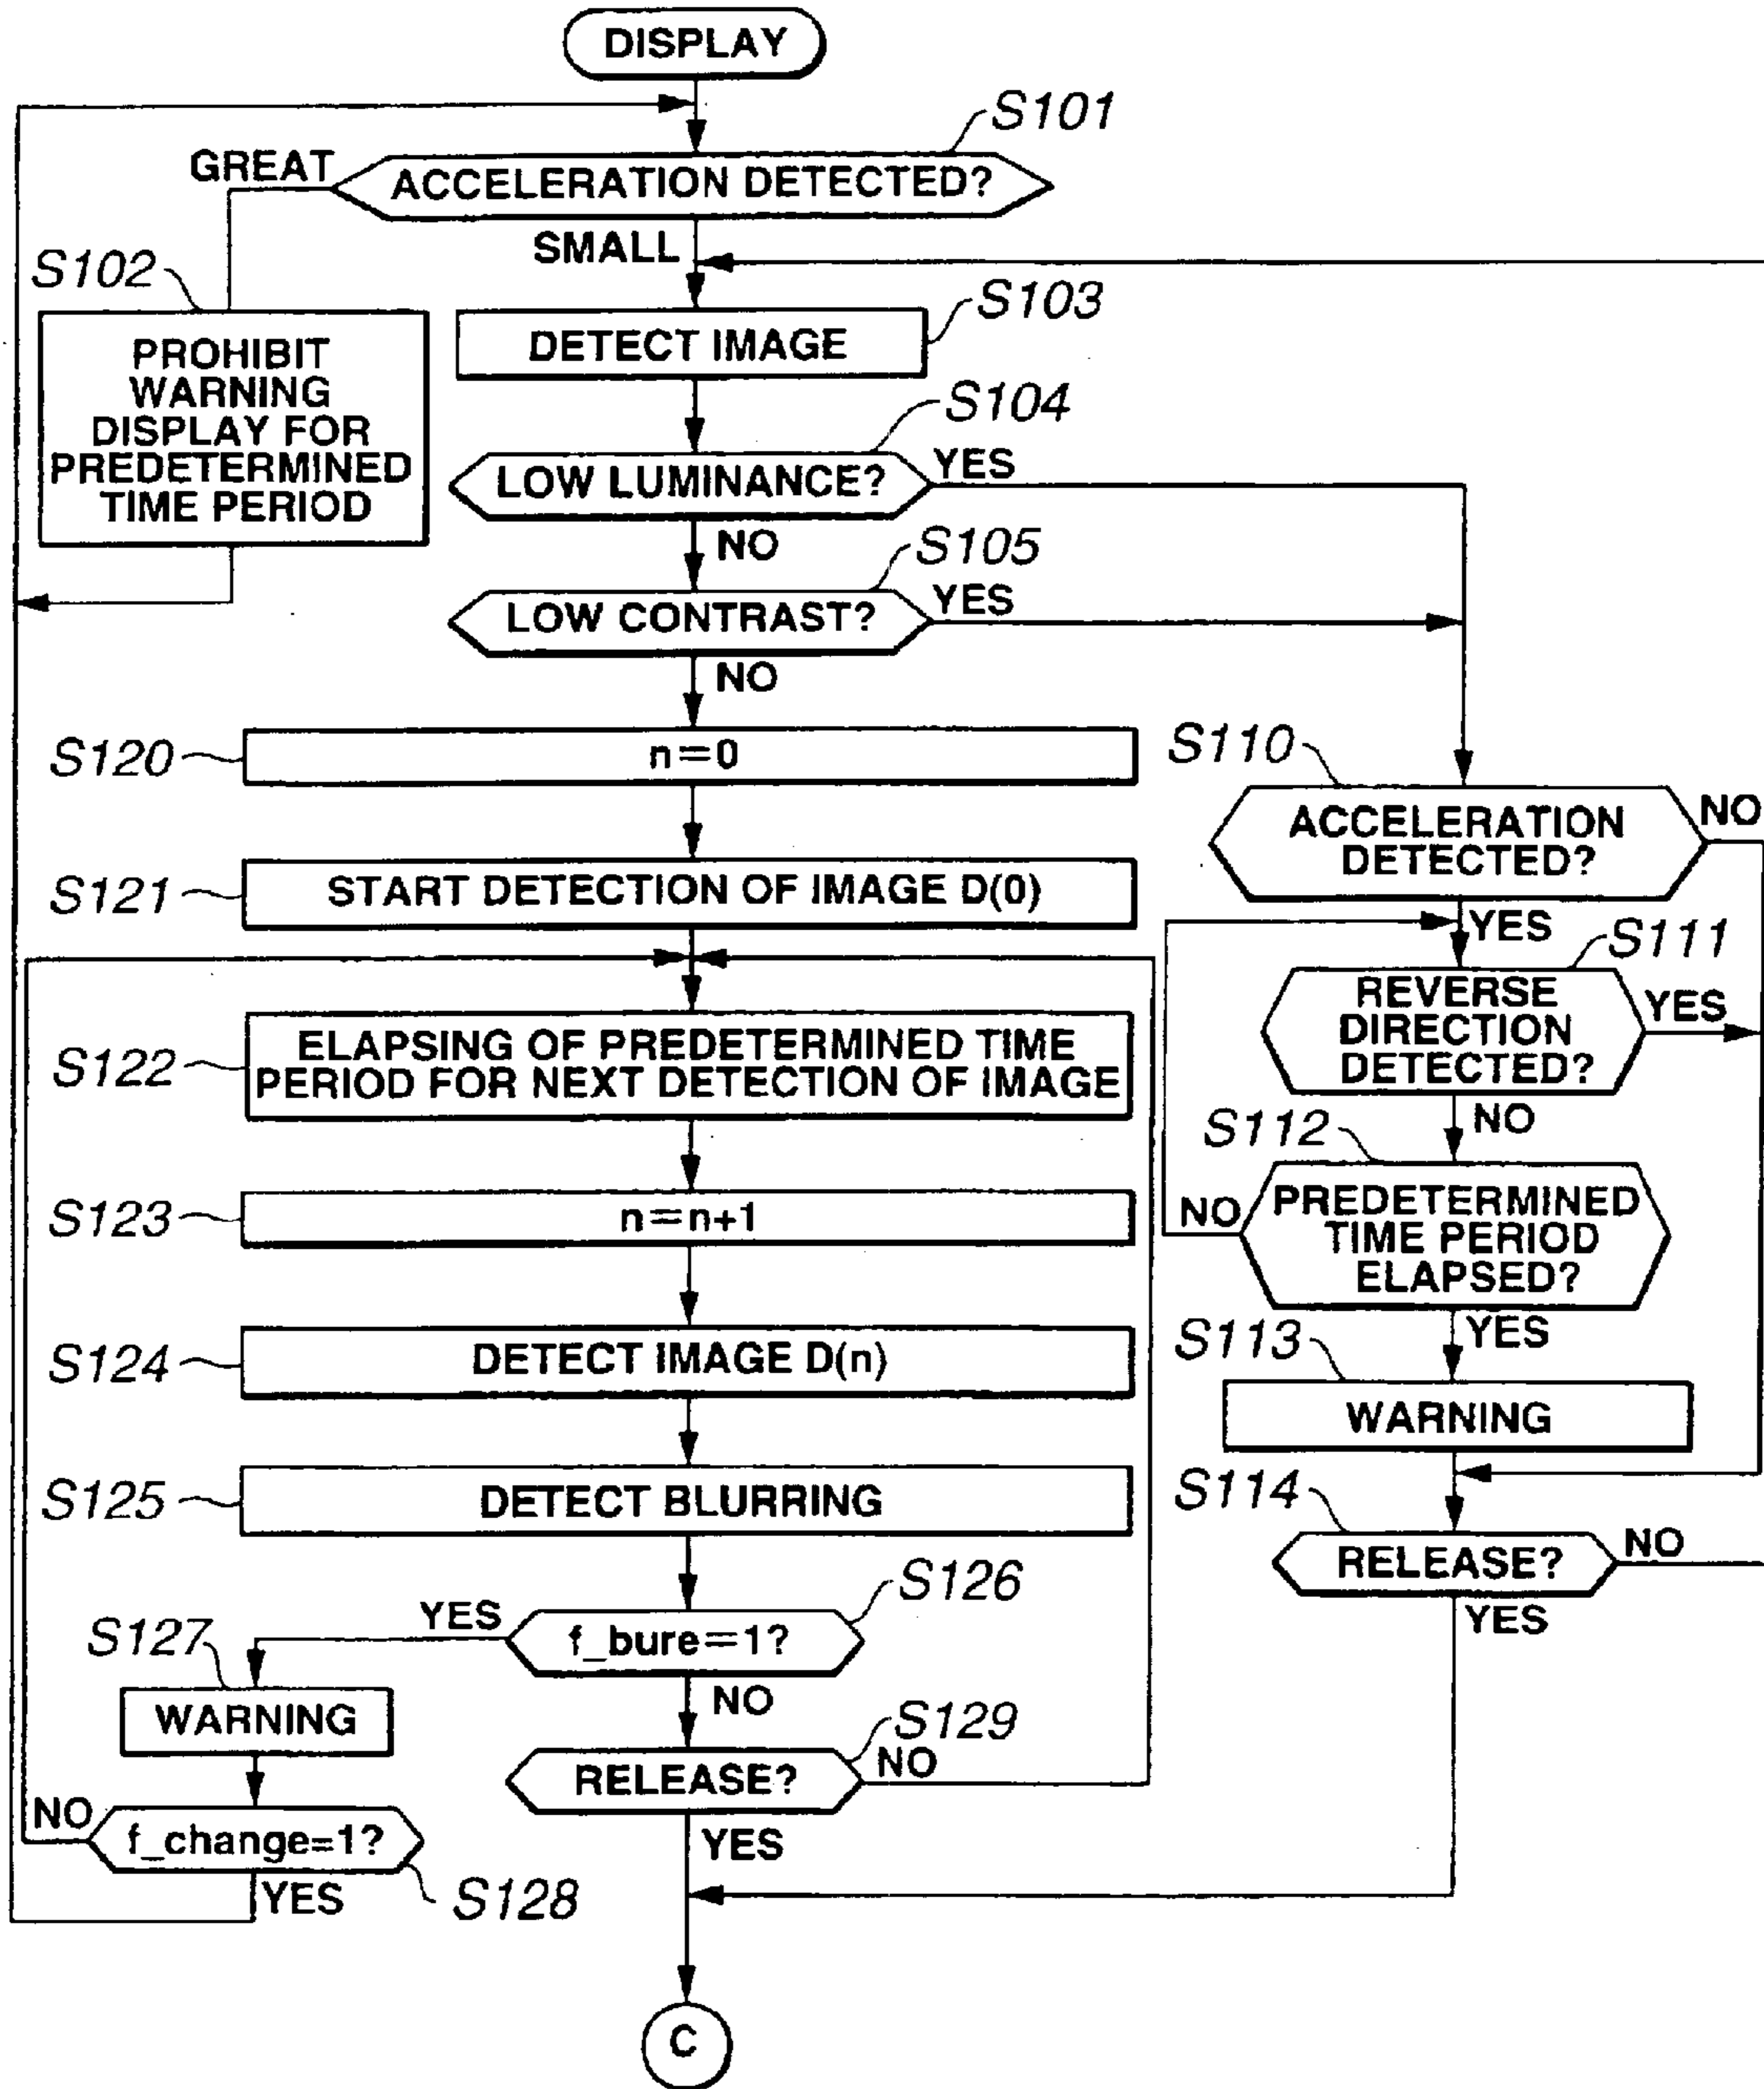 DISPLAY
S101
GREAT
ACCELERATION DETECTED?
SMALL
S102
PROHIBIT
WARNING
DISPLAY FOR
PREDETERMINED
TIME PERIOD
S103
DETECT IMAGE
S104
LOW LUMINANCE?
YES
NO
S105
LOW CONTRAST?
YES
NO
S120
n=0
S121
START DETECTION OF IMAGE D(0)
S122
ELAPSING OF PREDETERMINED TIME
PERIOD FOR NEXT DETECTION OF IMAGE
S123
n=n+1
S124
DETECT IMAGE D(n)
S125
DETECT BLURRING
S126
f_bure=1?
YES
NO
S127
WARNING
NO
f_change=1?
YES
S128
S129
RELEASE?
NO
YES
S110
ACCELERATION
DETECTED?
NO
YES
S111
REVERSE
DIRECTION
DETECTED?
YES
NO
S112
PREDETERMINED
TIME PERIOD
ELAPSED?
NO
YES
S113
WARNING
S114
RELEASE?
NO
YES
C